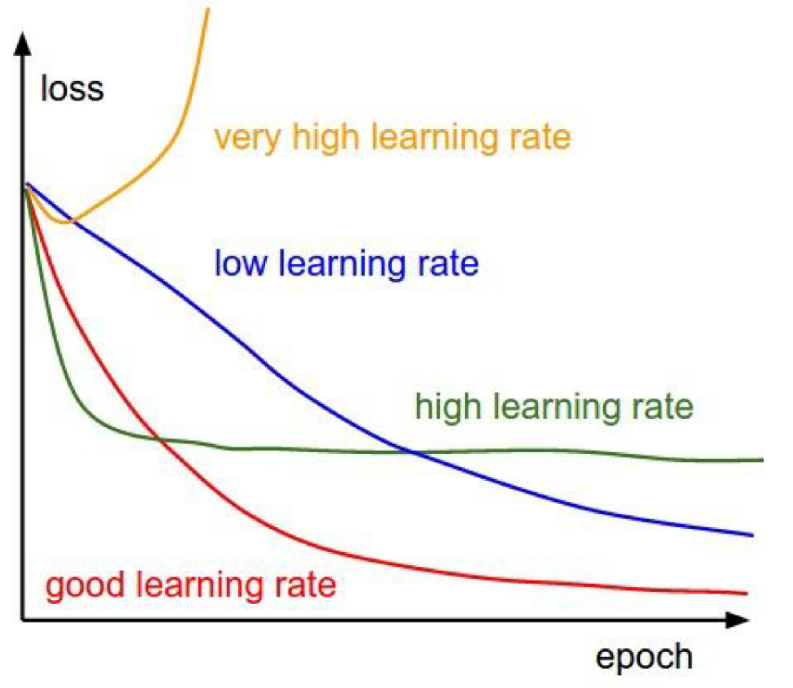 loss
very high learning rate
low learning rate
high learning rate
good learning rate
epoch